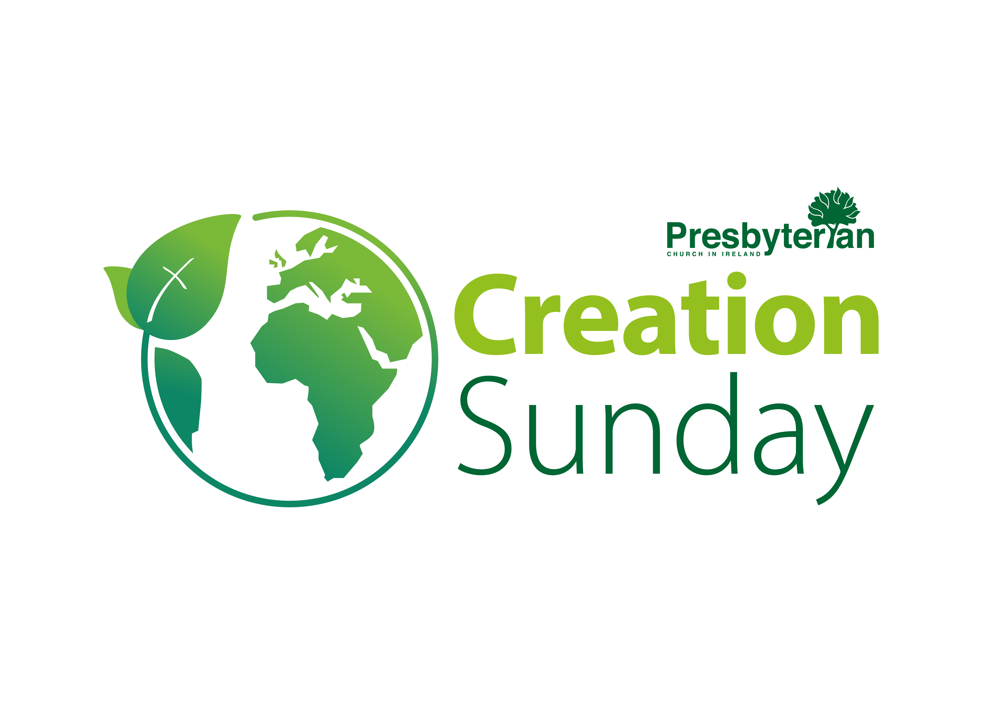 Presbyterian
CHURCH IN IRELAND
Creation
Sunday